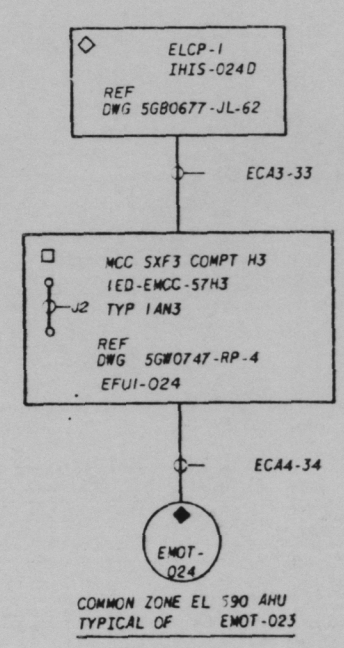 ELCP-1
IHIS-024D
REF
DWG 5GB0677-JL-62
ECA3-33
MCC SXF3 COMPT H3
1ED-EMCC-57H3
J2 TYP 1AN3
REF
DWG 5GW0747-RP-4
EFU1-024
ECA4-34
EMOT-
024
COMMON ZONE EL 590 AHU
TYPICAL OF EMOT-023